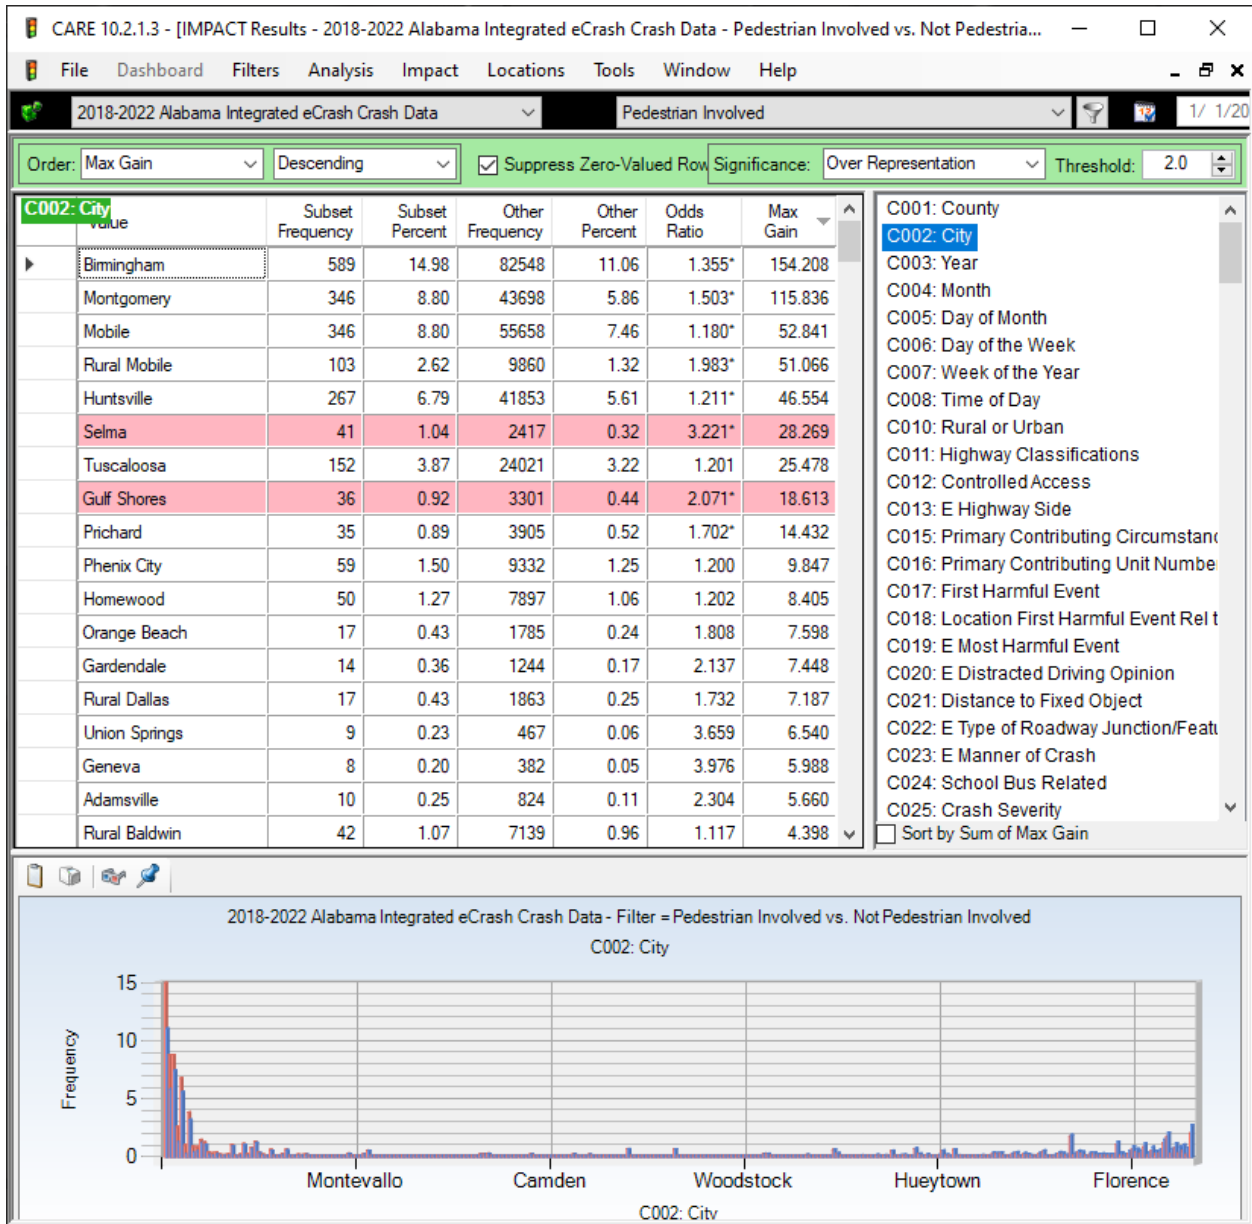 CARE 10.2.1.3 - [IMPACT Results - 2018-2022 Alabama Integrated eCrash Crash Data - Pedestrian Involved vs. Not Pedestria...
File Dashboard Filters Analysis Impact Locations Tools Window Help
2018-2022 Alabama Integrated eCrash Crash Data Pedestrian Involved 1/ 1/20
Order: Max Gain Descending Suppress Zero-Valued Row Significance: Over Representation Threshold: 2.0
C002: City
Value Subset Frequency Subset Percent Other Frequency Other Percent Odds Ratio Max Gain
Birmingham 589 14.98 82548 11.06 1.355* 154.208
Montgomery 346 8.80 43698 5.86 1.503* 115.836
Mobile 346 8.80 55658 7.46 1.180* 52.841
Rural Mobile 103 2.62 9860 1.32 1.983* 51.066
Huntsville 267 6.79 41853 5.61 1.211* 46.554
Selma 41 1.04 2417 0.32 3.221* 28.269
Tuscaloosa 152 3.87 24021 3.22 1.201 25.478
Gulf Shores 36 0.92 3301 0.44 2.071* 18.613
Prichard 35 0.89 3905 0.52 1.702* 14.432
Phenix City 59 1.50 9332 1.25 1.200 9.847
Homewood 50 1.27 7897 1.06 1.202 8.405
Orange Beach 17 0.43 1785 0.24 1.808 7.598
Gardendale 14 0.36 1244 0.17 2.137 7.448
Rural Dallas 17 0.43 1863 0.25 1.732 7.187
Union Springs 9 0.23 467 0.06 3.659 6.540
Geneva 8 0.20 382 0.05 3.976 5.988
Adamsville 10 0.25 824 0.11 2.304 5.660
Rural Baldwin 42 1.07 7139 0.96 1.117 4.398
C001: County
C002: City
C003: Year
C004: Month
C005: Day of Month
C006: Day of the Week
C007: Week of the Year
C008: Time of Day
C010: Rural or Urban
C011: Highway Classifications
C012: Controlled Access
C013: E Highway Side
C015: Primary Contributing Circumstanc
C016: Primary Contributing Unit Numbe
C017: First Harmful Event
C018: Location First Harmful Event Rel t
C019: E Most Harmful Event
C020: E Distracted Driving Opinion
C021: Distance to Fixed Object
C022: E Type of Roadway Junction/Featu
C023: E Manner of Crash
C024: School Bus Related
C025: Crash Severity
Sort by Sum of Max Gain
2018-2022 Alabama Integrated eCrash Crash Data - Filter = Pedestrian Involved vs. Not Pedestrian Involved
C002: City
Frequency
15
10
5
0
Montevallo Camden Woodstock Hueytown Florence
C002: City